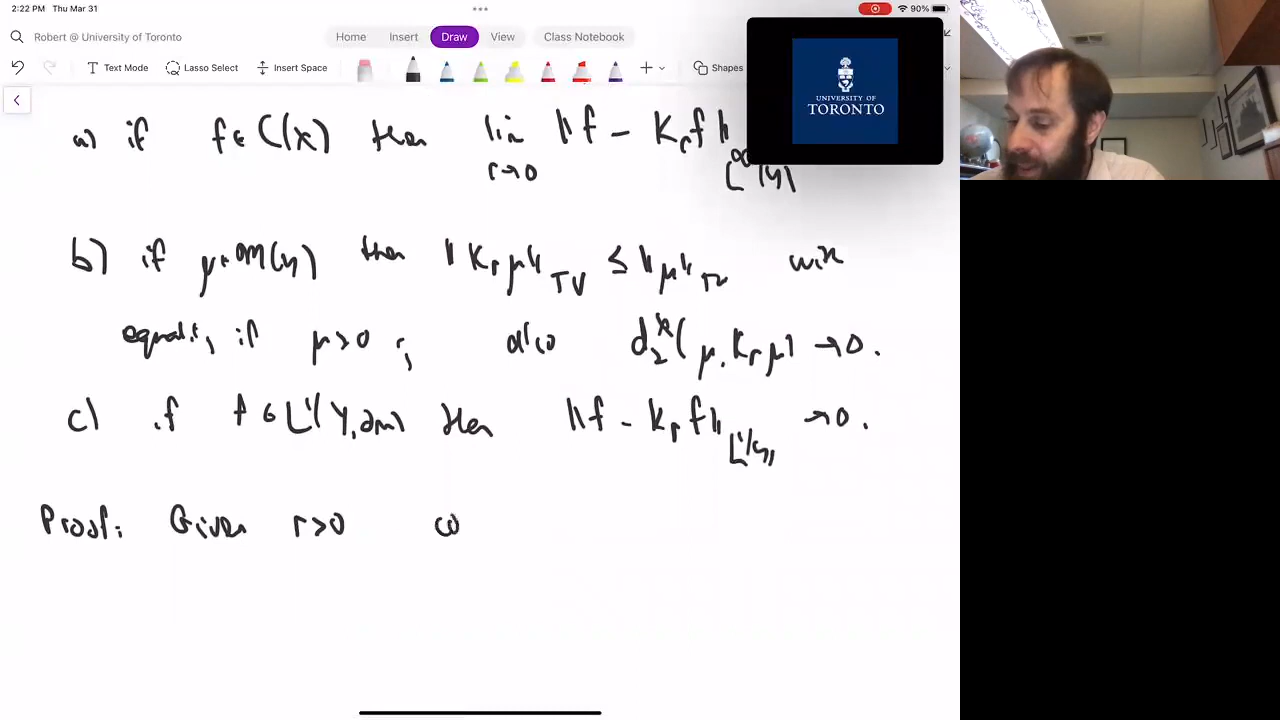 2:22 PM Thu Mar 31
90%
Robert @ University of Toronto
Home Insert Draw View Class Notebook
Text Mode Lasso Select Insert Space Shapes
UNIVERSITY OF
TORONTO
a) if f ∈ C(X) then lim ‖f - K_r f‖
r→0 L^∞(Y)
b) if μ ∈ M(Y) then ‖K_r μ‖_TV ≤ ‖μ‖_TV with
equality if μ > 0 ; also d_2^*(μ, K_r μ) → 0 .
c) if f ∈ L^1(Y, dm) then ‖f - K_r f‖_{L^1(Y)} → 0 .
Proof: Given r > 0 co